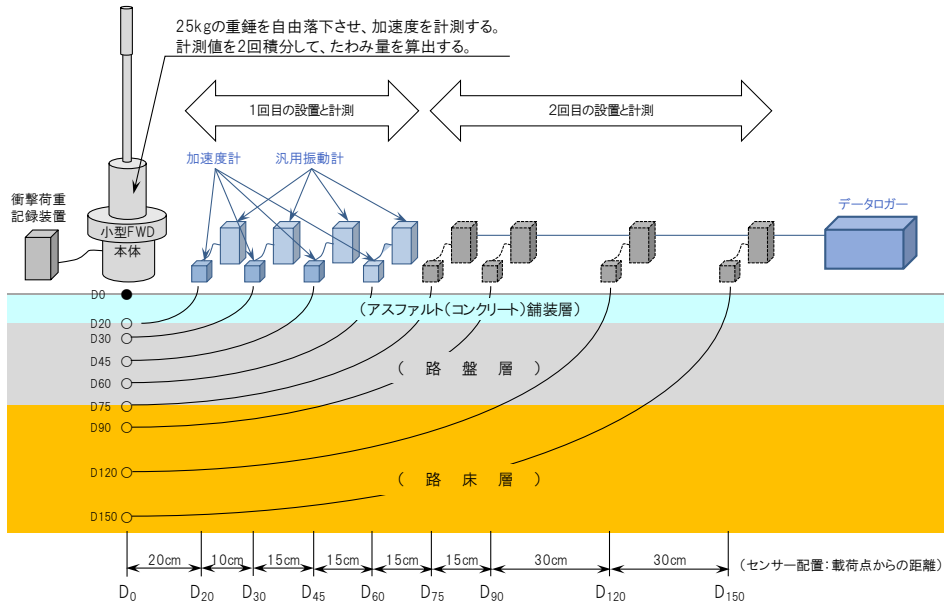 25kgの重錘を自由落下させ、加速度を計測する。
計測値を2回積分して、たわみ量を算出する。
1回目の設置と計測
2回目の設置と計測
加速度計
汎用振動計
衝撃荷重
記録装置
小型FWD
本体
データロガー
D0
(アスファルト(コンクリート)舗装層)
D20
D30
D45
(路盤層)
D60
D75
D90
D120
(路床層)
D150
20cm
10cm
15cm
15cm
15cm
15cm
30cm
30cm
(センサー配置:載荷点からの距離)
D₀ D₂₀ D₃₀ D₄₅ D₆₀ D₇₅ D₉₀ D₁₂₀ D₁₅₀